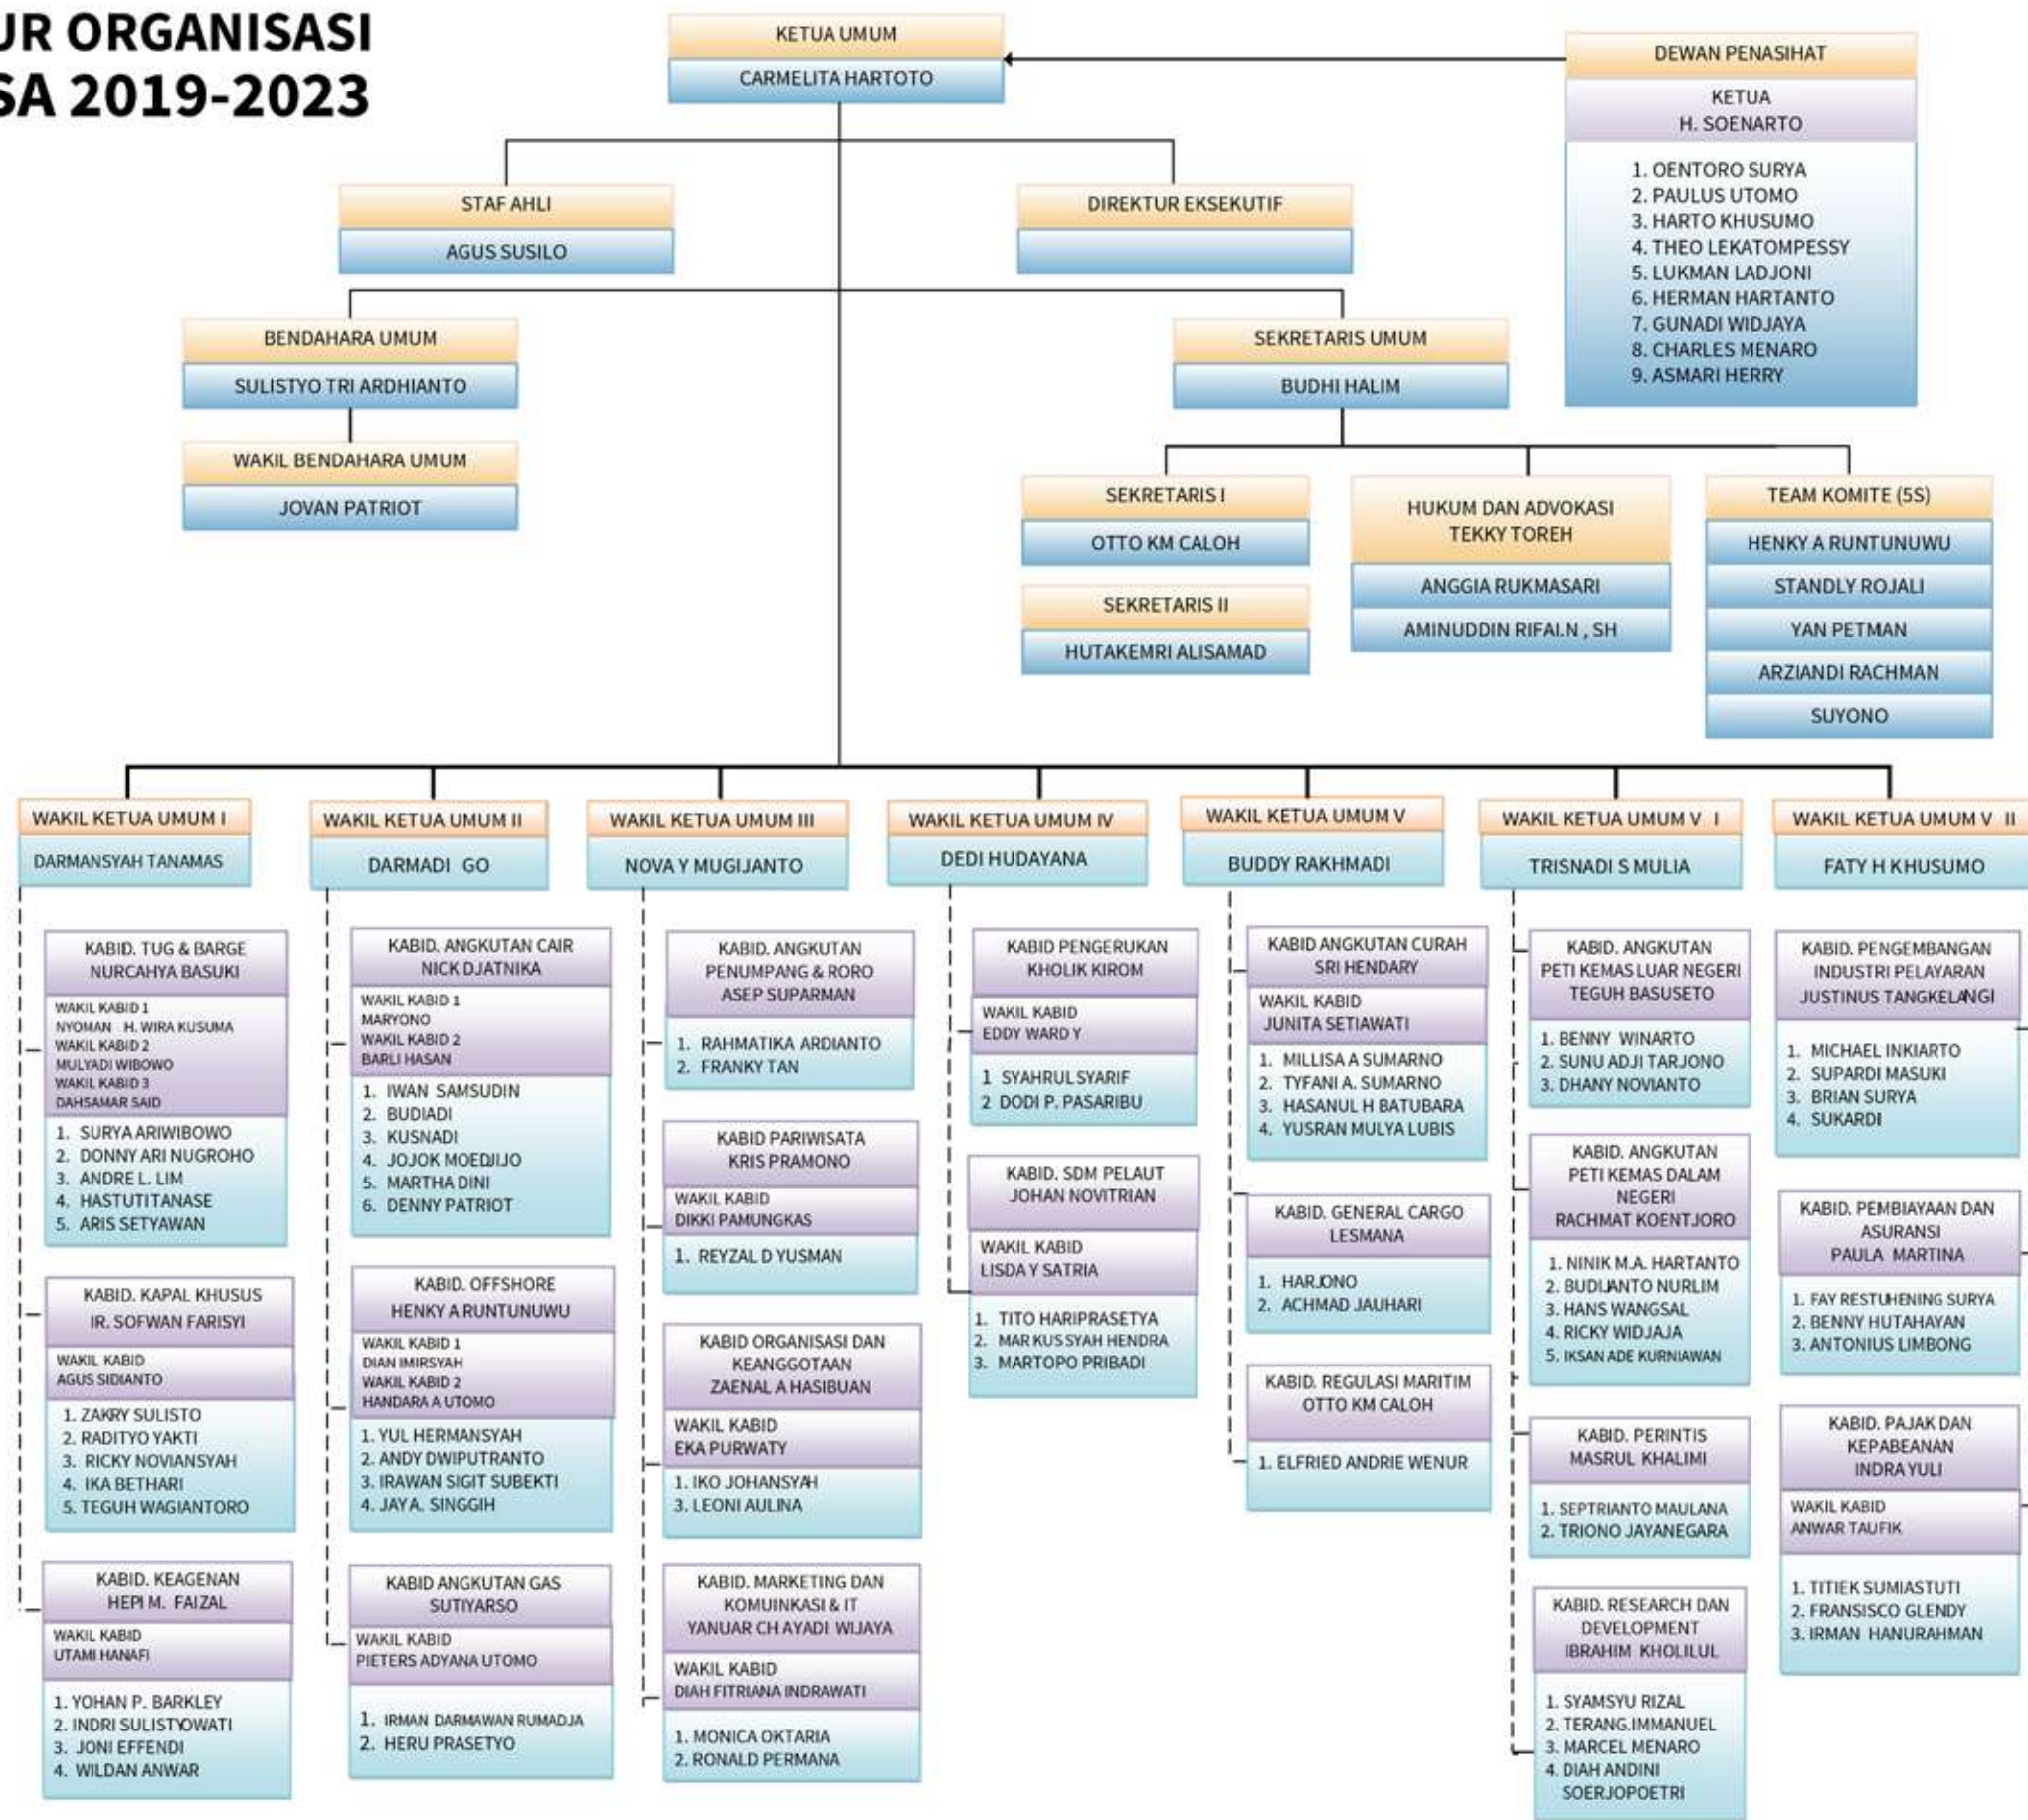 UR ORGANISASI
SA 2019-2023
KETUA UMUM
CARMELITA HARTOTO
DEWAN PENASIHAT
KETUA
H. SOENARTO
1. OENTORO SURYA
2. PAULUS UTOMO
3. HARTO KHUSUMO
4. THEO LEKATOMPESSY
5. LUKMAN LADJONI
6. HERMAN HARTANTO
7. GUNADI WIDJAYA
8. CHARLES MENARO
9. ASMARI HERRY
STAF AHLI
AGUS SUSILO
DIREKTUR EKSEKUTIF
BENDAHARA UMUM
SULISTYO TRI ARDHIANTO
WAKIL BENDAHARA UMUM
JOVAN PATRIOT
SEKRETARIS UMUM
BUDHI HALIM
SEKRETARIS I
OTTO KM CALOH
SEKRETARIS II
HUTAKEMRI ALISAMAD
HUKUM DAN ADVOKASI
TEKKY TOREH
ANGGIA RUKMASARI
AMINUDDIN RIFAI.N , SH
TEAM KOMITE (5S)
HENKY A RUNTUNUWU
STANDLY ROJALI
YAN PETMAN
ARZIANDI RACHMAN
SUYONO
WAKIL KETUA UMUM I
DARMANSYAH TANAMAS
KABID. TUG & BARGE
NURCAHYA BASUKI
WAKIL KABID 1
NYOMAN H. WIRA KUSUMA
WAKIL KABID 2
MULYADI WIBOWO
WAKIL KABID 3
DAHSAMAR SAID
1. SURYA ARIWIBOWO
2. DONNY ARI NUGROHO
3. ANDRE L. LIM
4. HASTUTITANASE
5. ARIS SETYAWAN
KABID. KAPAL KHUSUS
IR. SOFWAN FARISYI
WAKIL KABID
AGUS SIDIANTO
1. ZAKRY SULISTO
2. RADITYO YAKTI
3. RICKY NOVIANSYAH
4. IKA BETHARI
5. TEGUH WAGIANTORO
KABID. KEAGENAN
HEPI M. FAIZAL
WAKIL KABID
UTAMI HANAFI
1. YOHAN P. BARKLEY
2. INDRI SULISTYOWATI
3. JONI EFFENDI
4. WILDAN ANWAR
WAKIL KETUA UMUM II
DARMADI GO
KABID. ANGKUTAN CAIR
NICK DJATNIKA
WAKIL KABID 1
MARYONO
WAKIL KABID 2
BARLI HASAN
1. IWAN SAMSUDIN
2. BUDIADI
3. KUSNADI
4. JOJOK MOEDJIJO
5. MARTHA DINI
6. DENNY PATRIOT
KABID. OFFSHORE
HENKY A RUNTUNUWU
WAKIL KABID 1
DIAN IMIRSYAH
WAKIL KABID 2
HANDARA A UTOMO
1. YUL HERMANSYAH
2. ANDY DWIPUTRANTO
3. IRAWAN SIGIT SUBEKTI
4. JAYA. SINGGIH
KABID ANGKUTAN GAS
SUTIYARSO
WAKIL KABID
PIETERS ADYANA UTOMO
1. IRMAN DARMAWAN RUMADJA
2. HERU PRASETYO
WAKIL KETUA UMUM III
NOVA Y MUGIJANTO
KABID. ANGKUTAN
PENUMPANG & RORO
ASEP SUPARMAN
1. RAHMATIKA ARDIANTO
2. FRANKY TAN
KABID PARIWISATA
KRIS PRAMONO
WAKIL KABID
DIKKI PAMUNGKAS
1. REYZAL D YUSMAN
KABID ORGANISASI DAN
KEANGGOTAAN
ZAENAL A HASIBUAN
WAKIL KABID
EKA PURWATY
1. IKO JOHANSYAH
3. LEONI AULINA
KABID. MARKETING DAN
KOMUINKASI & IT
YANUAR CH AYADI WIJAYA
WAKIL KABID
DIAH FITRIANA INDRAWATI
1. MONICA OKTARIA
2. RONALD PERMANA
WAKIL KETUA UMUM IV
DEDI HUDAYANA
KABID PENGERUKAN
KHOLIK KIROM
WAKIL KABID
EDDY WARD Y
1 SYAHRUL SYARIF
2 DODI P. PASARIBU
KABID. SDM PELAUT
JOHAN NOVITRIAN
WAKIL KABID
LISDA Y SATRIA
1. TITO HARIPRASETYA
2. MARKUS SYAH HENDRA
3. MARTOPO PRIBADI
WAKIL KETUA UMUM V
BUDDY RAKHMADI
KABID ANGKUTAN CURAH
SRI HENDARY
WAKIL KABID
JUNITA SETIAWATI
1. MILLISA A SUMARNO
2. TYFANI A. SUMARNO
3. HASANUL H BATUBARA
4. YUSRAN MULYA LUBIS
KABID. GENERAL CARGO
LESMANA
1. HARJONO
2. ACHMAD JAUHARI
KABID. REGULASI MARITIM
OTTO KM CALOH
1. ELFRIED ANDRIE WENUR
WAKIL KETUA UMUM V I
TRISNADI S MULIA
KABID. ANGKUTAN
PETI KEMAS LUAR NEGERI
TEGUH BASUSETO
1. BENNY WINARTO
2. SUNU ADJI TARJONO
3. DHANY NOVIANTO
KABID. ANGKUTAN
PETI KEMAS DALAM
NEGERI
RACHMAT KOENTJORO
1. NINIK M.A. HARTANTO
2. BUDIJANTO NURLIM
3. HANS WANGSAL
4. RICKY WIDJAJA
5. IKSAN ADE KURNIAWAN
KABID. PERINTIS
MASRUL KHALIMI
1. SEPTRIANTO MAULANA
2. TRIONO JAYANEGARA
KABID. RESEARCH DAN
DEVELOPMENT
IBRAHIM KHOLILUL
1. SYAMSYU RIZAL
2. TERANG.IMMANUEL
3. MARCEL MENARO
4. DIAH ANDINI
SOERJOPOETRI
WAKIL KETUA UMUM V II
FATY H KHUSUMO
KABID. PENGEMBANGAN
INDUSTRI PELAYARAN
JUSTINUS TANGKELANGI
1. MICHAEL INKIARTO
2. SUPARDI MASUKI
3. BRIAN SURYA
4. SUKARDI
KABID. PEMBIAYAAN DAN
ASURANSI
PAULA MARTINA
1. FAY RESTUHENING SURYA
2. BENNY HUTAHAYAN
3. ANTONIUS LIMBONG
KABID. PAJAK DAN
KEPABEANAN
INDRA YULI
WAKIL KABID
ANWAR TAUFIK
1. TITIEK SUMIASTUTI
2. FRANSISCO GLENDY
3. IRMAN HANURAHMAN